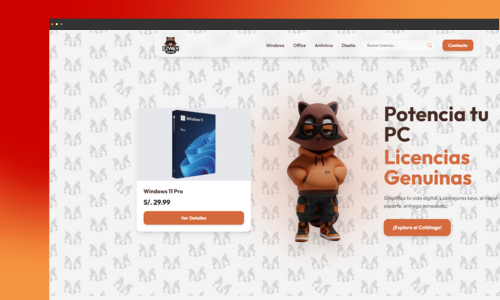 Windows Office Antivirus Diseño Buscar licencias... Contacto
Windows 11
Pro
Windows 11 Pro
S/. 29.99
Ver Detalles
Potencia tu
PC
Licencias
Genuinas
Simplifica tu vida digital. Las mejores keys, el mejor
soporte, entrega inmediata.
¡Explora el Catálogo!